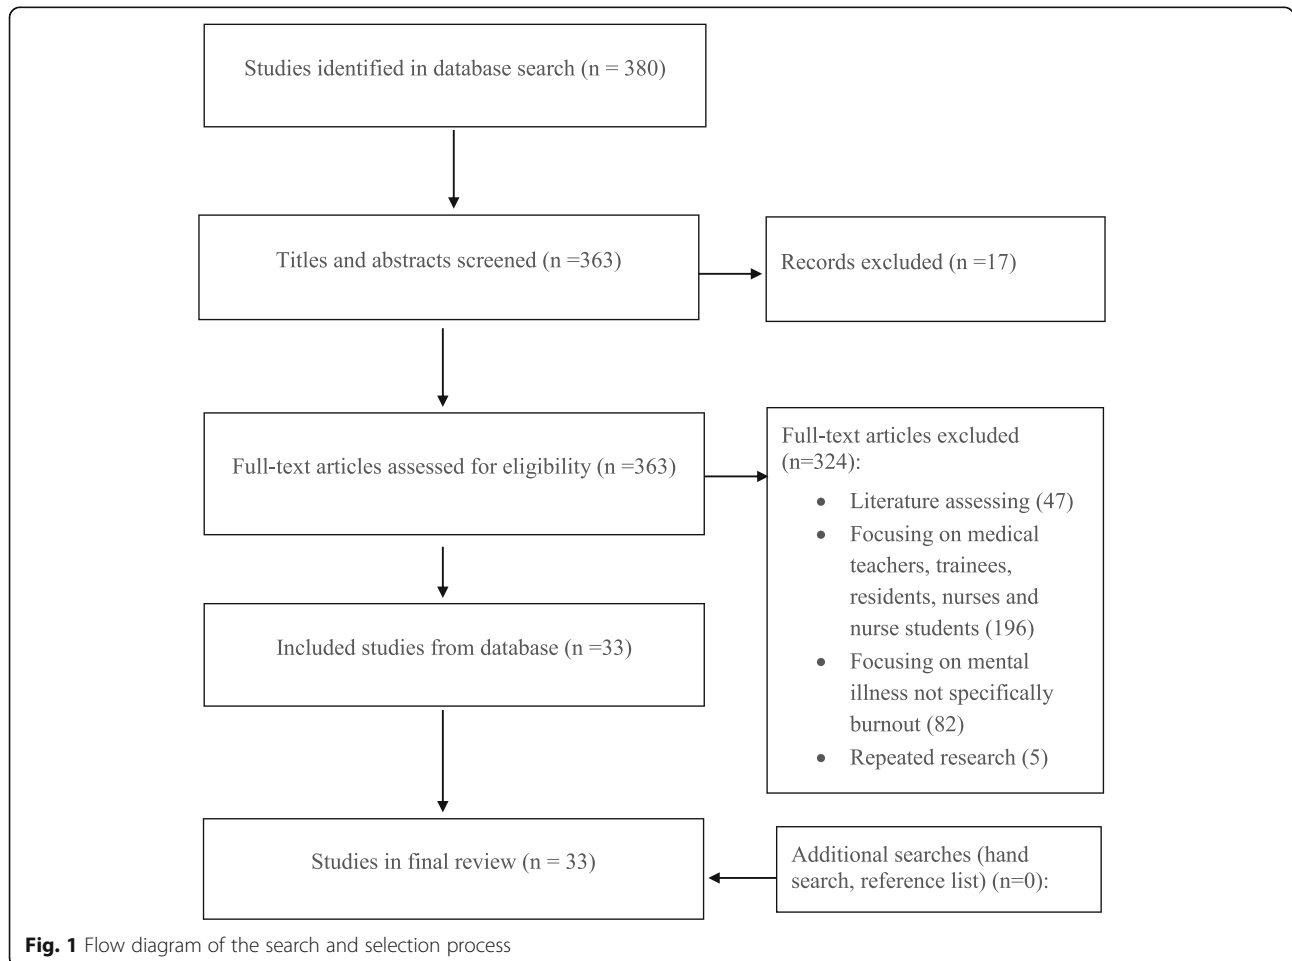 Studies identified in database search (n = 380)
Titles and abstracts screened (n =363)
Records excluded (n =17)
Full-text articles assessed for eligibility (n =363)
Full-text articles excluded
(n=324):
• Literature assessing (47)
• Focusing on medical
teachers, trainees,
residents, nurses and
nurse students (196)
• Focusing on mental
illness not specifically
burnout (82)
• Repeated research (5)
Included studies from database (n =33)
Studies in final review (n = 33)
Additional searches (hand
search, reference list) (n=0):
Fig. 1 Flow diagram of the search and selection process